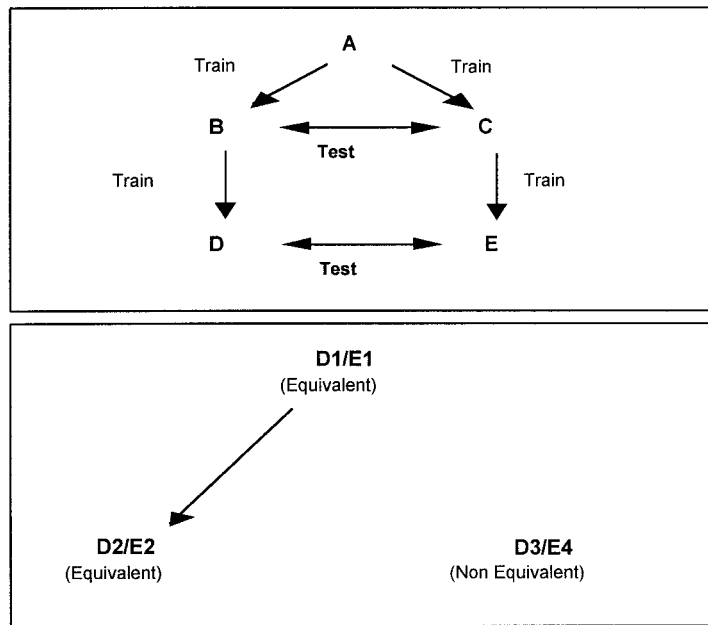 A
Train Train
B C
Test
Train Train
D E
Test
D1/E1
(Equivalent)
D2/E2 D3/E4
(Equivalent) (Non Equivalent)